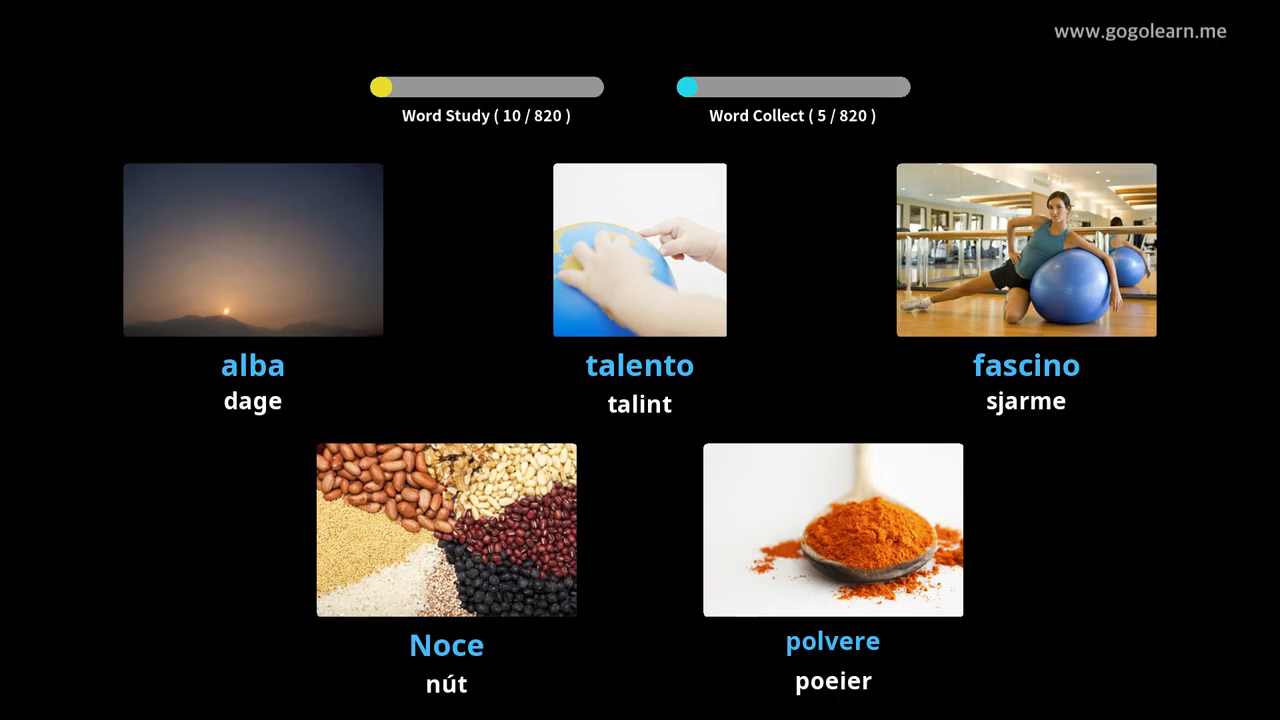 www.gogolearn.me
Word Study ( 10 / 820 )
Word Collect ( 5 / 820 )
alba
dage
talento
talint
fascino
sjarme
Noce
nút
polvere
poeier